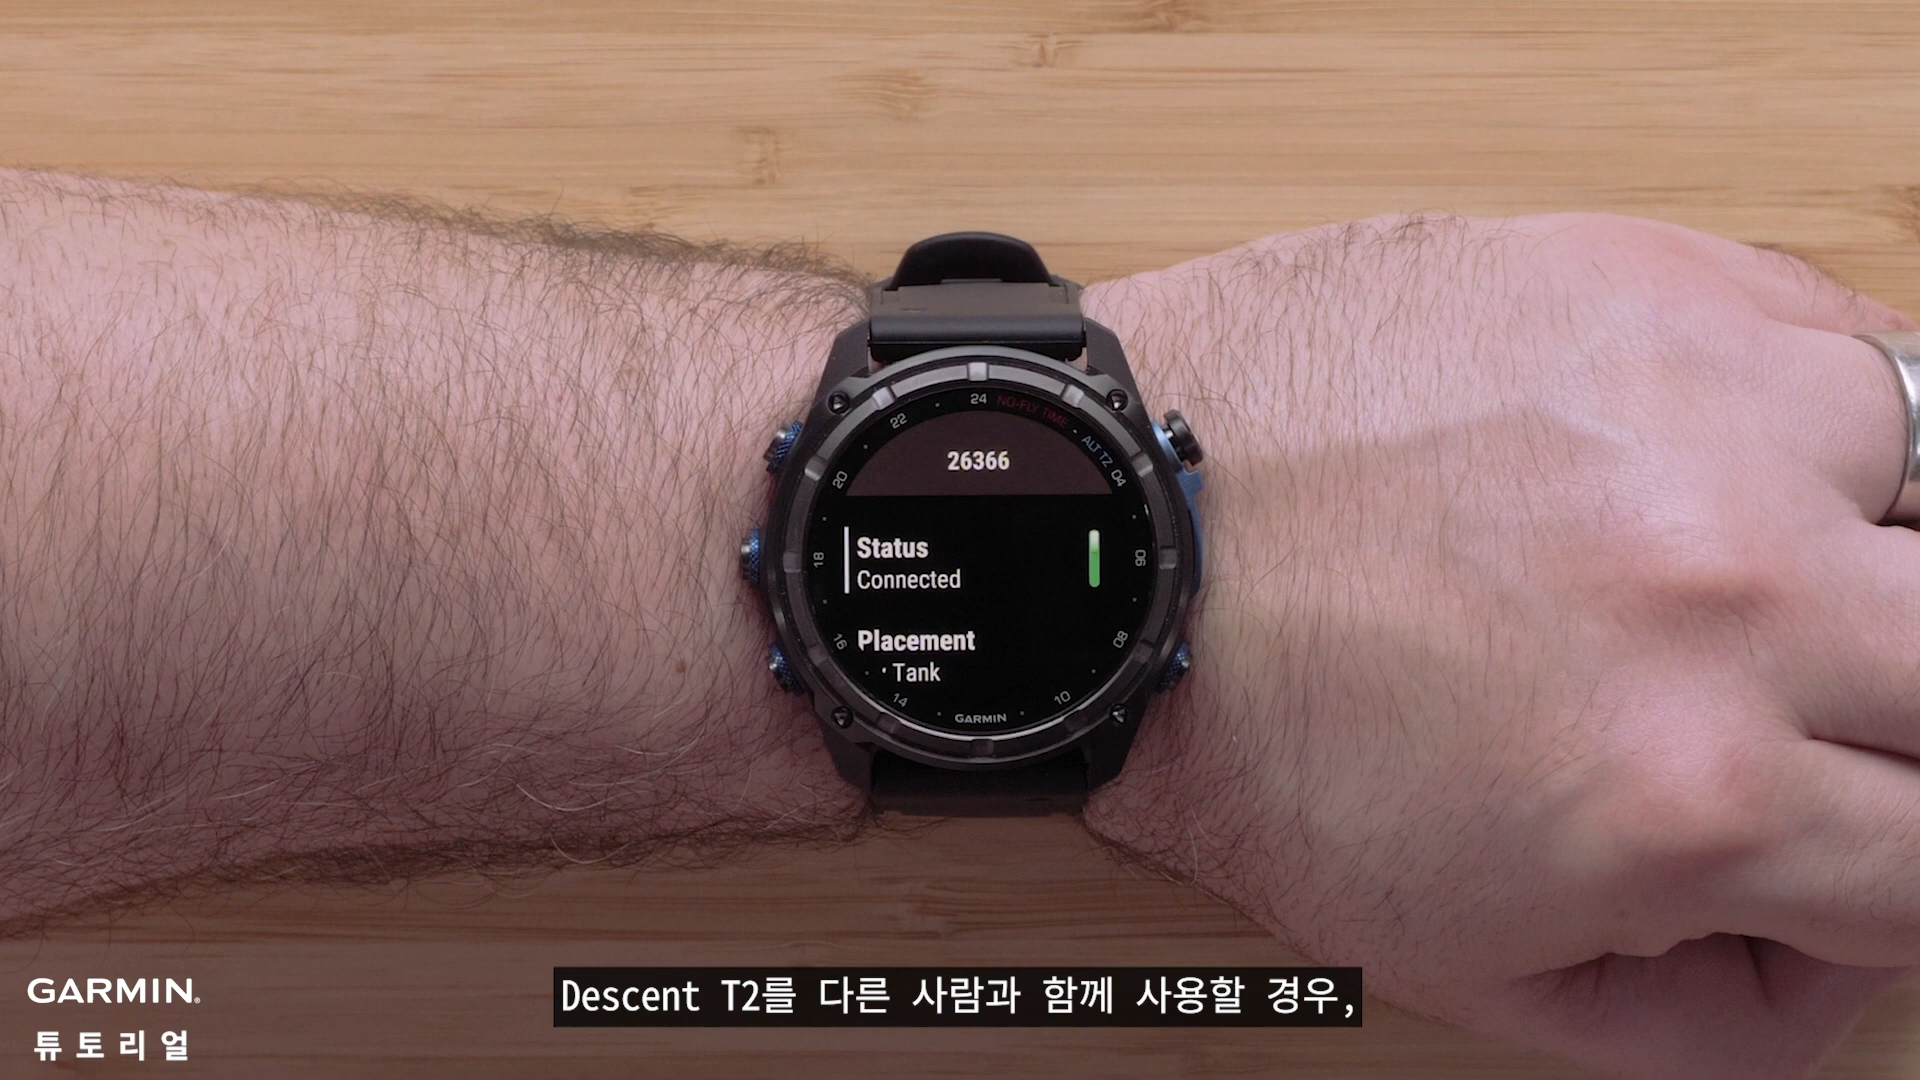 24
NO-FLY TIME
22
ALT TZ
04
20
26366
18
Status
Connected
06
16
Placement
Tank
08
14
10
GARMIN
GARMIN
튜토리얼
Descent T2를 다른 사람과 함께 사용할 경우,